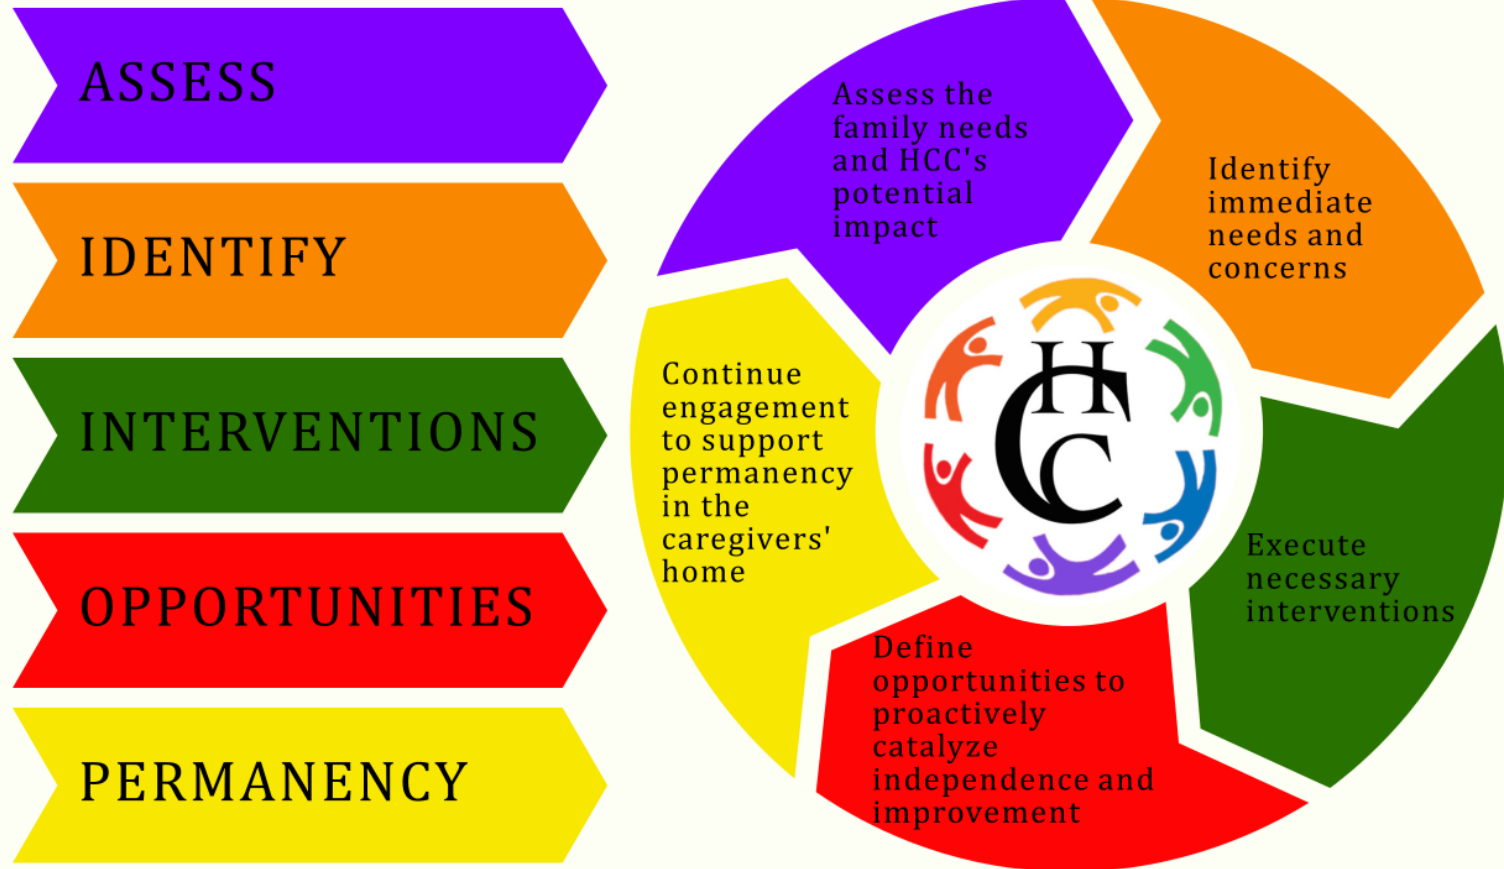 ASSESS
IDENTIFY
INTERVENTIONS
OPPORTUNITIES
PERMANENCY
Assess the
family needs
and HCC's
potential
impact
Identify
immediate
needs and
concerns
Execute
necessary
interventions
Define
opportunities to
proactively
catalyze
independence and
improvement
Continue
engagement
to support
permanency
in the
caregivers'
home
HCC